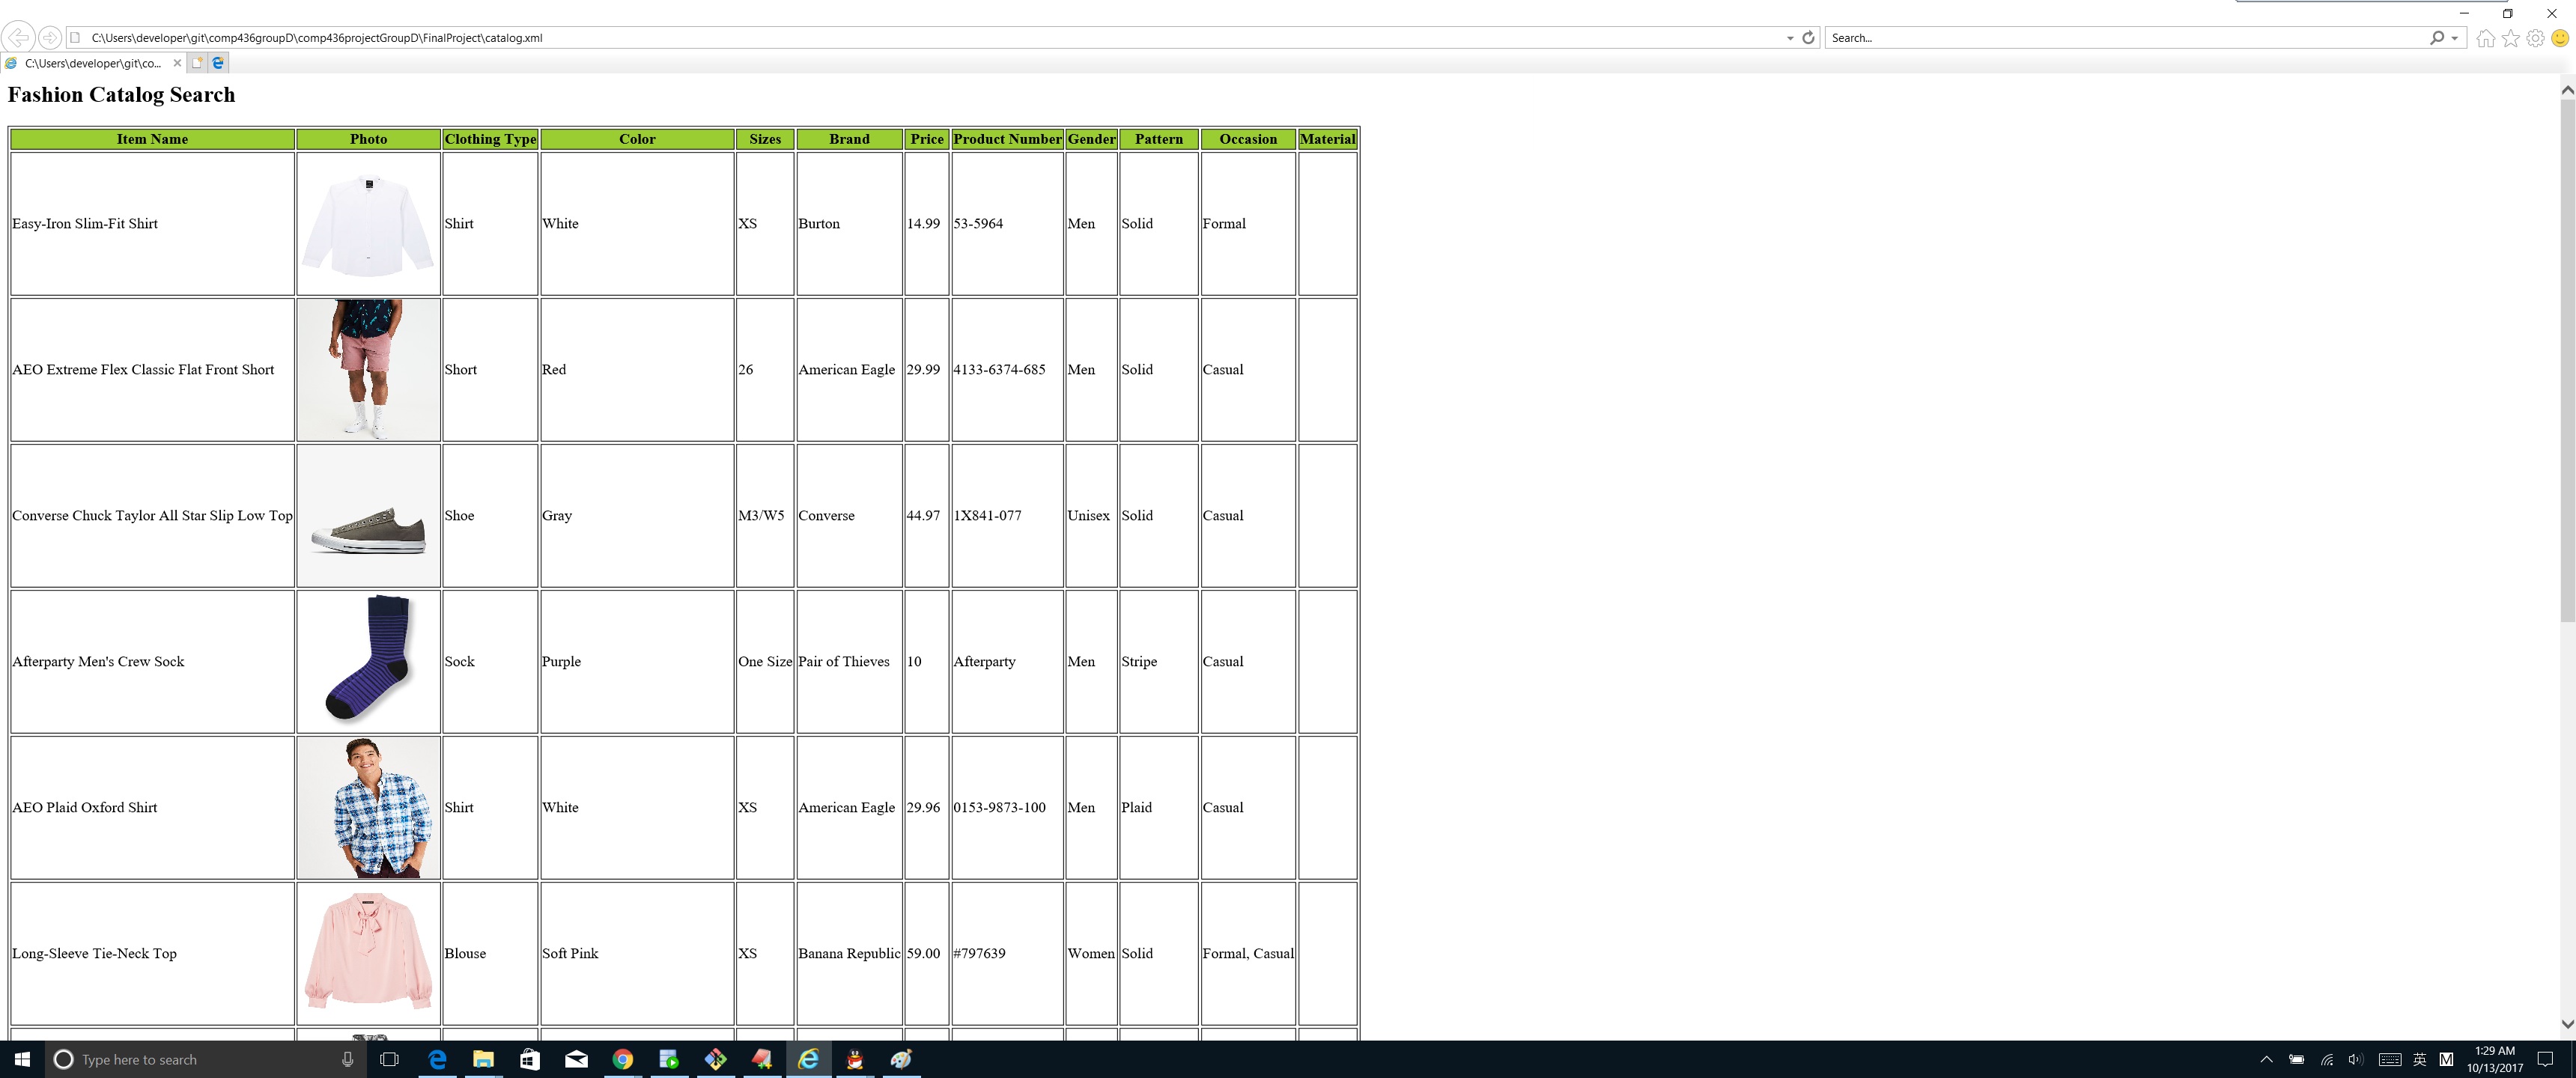 C:\Users\developer\git\comp436groupD\comp436projectGroupD\FinalProject\catalog.xml
Search...
C:\Users\developer\git\co...
Fashion Catalog Search
Item Name Photo Clothing Type Color Sizes Brand Price Product Number Gender Pattern Occasion Material
Easy-Iron Slim-Fit Shirt Shirt White XS Burton 14.99 53-5964 Men Solid Formal
AEO Extreme Flex Classic Flat Front Short Short Red 26 American Eagle 29.99 4133-6374-685 Men Solid Casual
Converse Chuck Taylor All Star Slip Low Top Shoe Gray M3/W5 Converse 44.97 1X841-077 Unisex Solid Casual
Afterparty Men's Crew Sock Sock Purple One Size Pair of Thieves 10 Afterparty Men Stripe Casual
AEO Plaid Oxford Shirt Shirt White XS American Eagle 29.96 0153-9873-100 Men Plaid Casual
Long-Sleeve Tie-Neck Top Blouse Soft Pink XS Banana Republic 59.00 #797639 Women Solid Formal, Casual
Type here to search
英 M
1:29 AM
10/13/2017